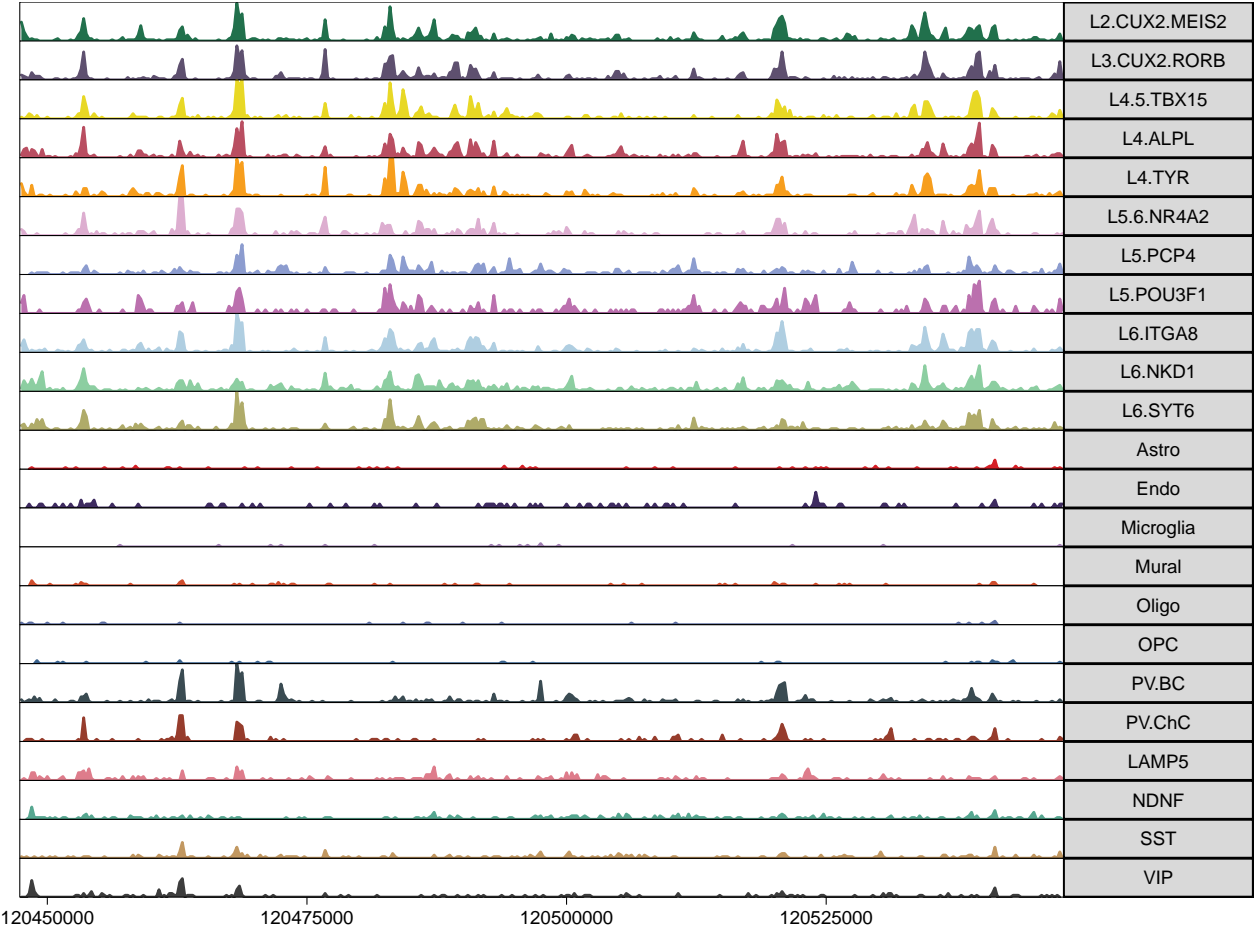 L2.CUX2.MEIS2
L3.CUX2.RORB
L4.5.TBX15
L4.ALPL
L4.TYR
L5.6.NR4A2
L5.PCP4
L5.POU3F1
L6.ITGA8
L6.NKD1
L6.SYT6
Astro
Endo
Microglia
Mural
Oligo
OPC
PV.BC
PV.ChC
LAMP5
NDNF
SST
VIP
120450000 120475000 120500000 120525000